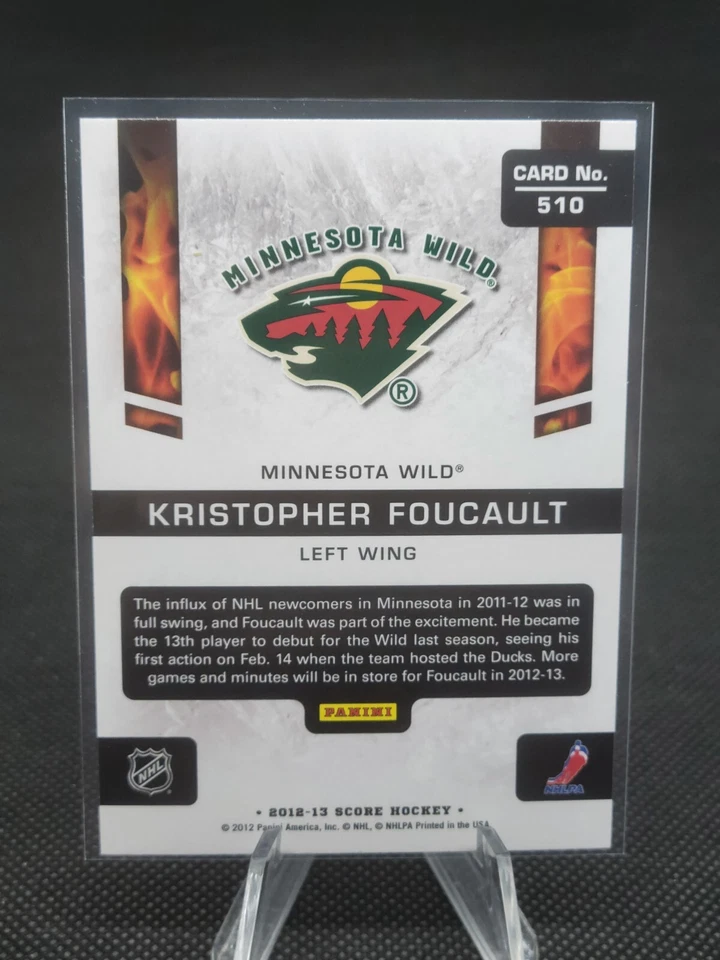 CARD No.
510
MINNESOTA WILD®
®
MINNESOTA WILD®
KRISTOPHER FOUCAULT
LEFT WING
The influx of NHL newcomers in Minnesota in 2011-12 was in
full swing, and Foucault was part of the excitement. He became
the 13th player to debut for the Wild last season, seeing his
first action on Feb. 14 when the team hosted the Ducks. More
games and minutes will be in store for Foucault in 2012-13.
PANINI
NHL
NHLPA
• 2012-13 SCORE HOCKEY •
© 2012 Panini America, Inc. © NHL, © NHLPA Printed in the USA